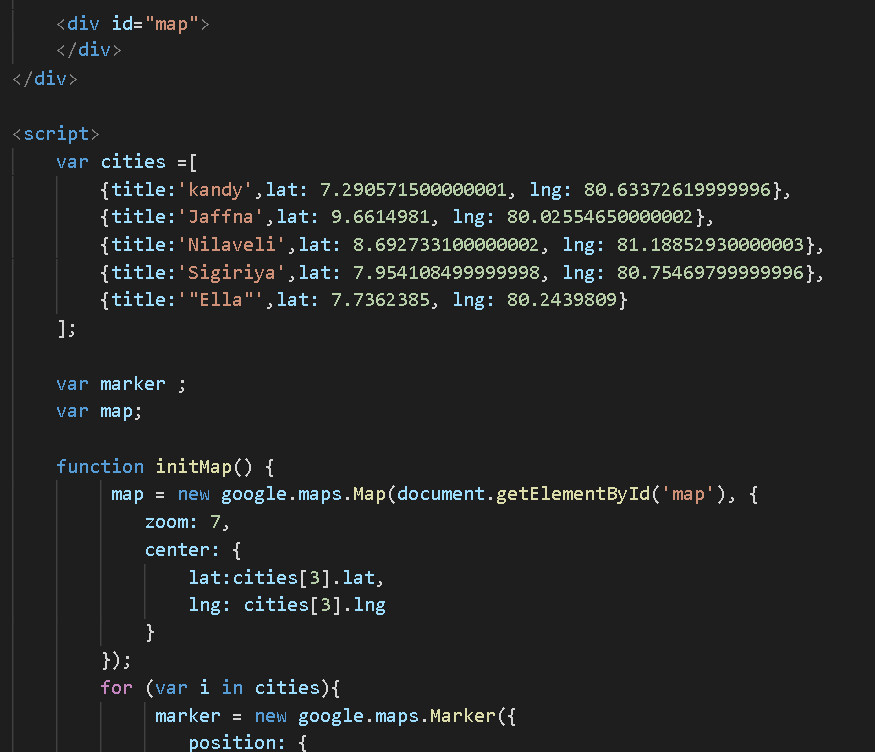 <div id="map">
</div>
</div>
<script>
var cities =[
{title:'kandy',lat: 7.290571500000001, lng: 80.63372619999996},
{title:'Jaffna',lat: 9.6614981, lng: 80.02554650000002},
{title:'Nilaveli',lat: 8.692733100000002, lng: 81.18852930000003},
{title:'Sigiriya',lat: 7.954108499999998, lng: 80.75469799999996},
{title:'"Ella"',lat: 7.7362385, lng: 80.2439809}
];
var marker ;
var map;
function initMap() {
map = new google.maps.Map(document.getElementById('map'), {
zoom: 7,
center: {
lat:cities[3].lat,
lng: cities[3].lng
}
});
for (var i in cities){
marker = new google.maps.Marker({
position: {